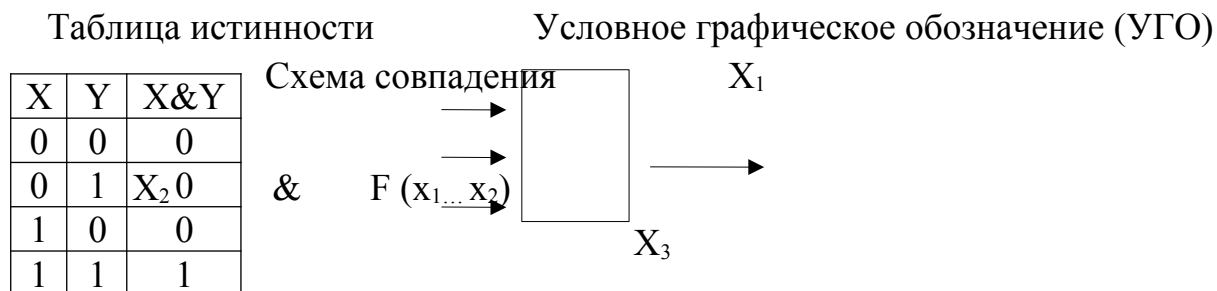 Таблица истинности Условное графическое обозначение (УГО)
Схема совпадения X₁
X Y X&Y
0 0 0
0 1 X₂ 0 & F (x₁... x₂)
1 0 0
X₃
1 1 1